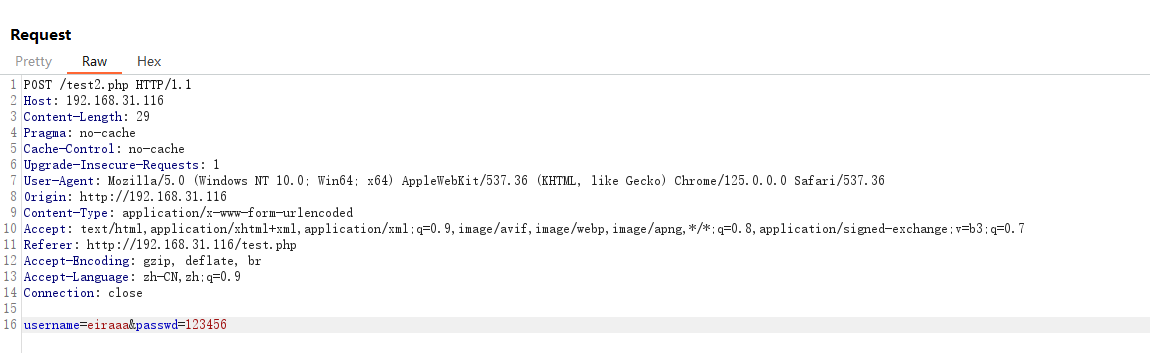 Request
Pretty Raw Hex
1 POST /test2.php HTTP/1.1
2 Host: 192.168.31.116
3 Content-Length: 29
4 Pragma: no-cache
5 Cache-Control: no-cache
6 Upgrade-Insecure-Requests: 1
7 User-Agent: Mozilla/5.0 (Windows NT 10.0; Win64; x64) AppleWebKit/537.36 (KHTML, like Gecko) Chrome/125.0.0.0 Safari/537.36
8 Origin: http://192.168.31.116
9 Content-Type: application/x-www-form-urlencoded
10 Accept: text/html,application/xhtml+xml,application/xml;q=0.9,image/avif,image/webp,image/apng,*/*;q=0.8,application/signed-exchange;v=b3;q=0.7
11 Referer: http://192.168.31.116/test.php
12 Accept-Encoding: gzip, deflate, br
13 Accept-Language: zh-CN,zh;q=0.9
14 Connection: close
15
16 username=eiraaa&passwd=123456